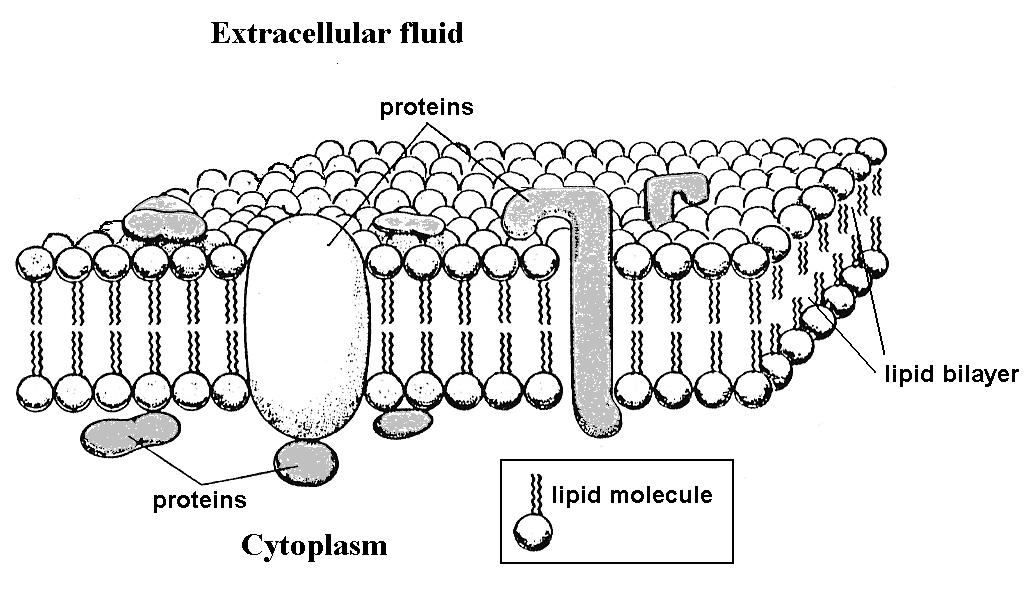 Extracellular fluid
proteins
lipid bilayer
proteins
lipid molecule
Cytoplasm